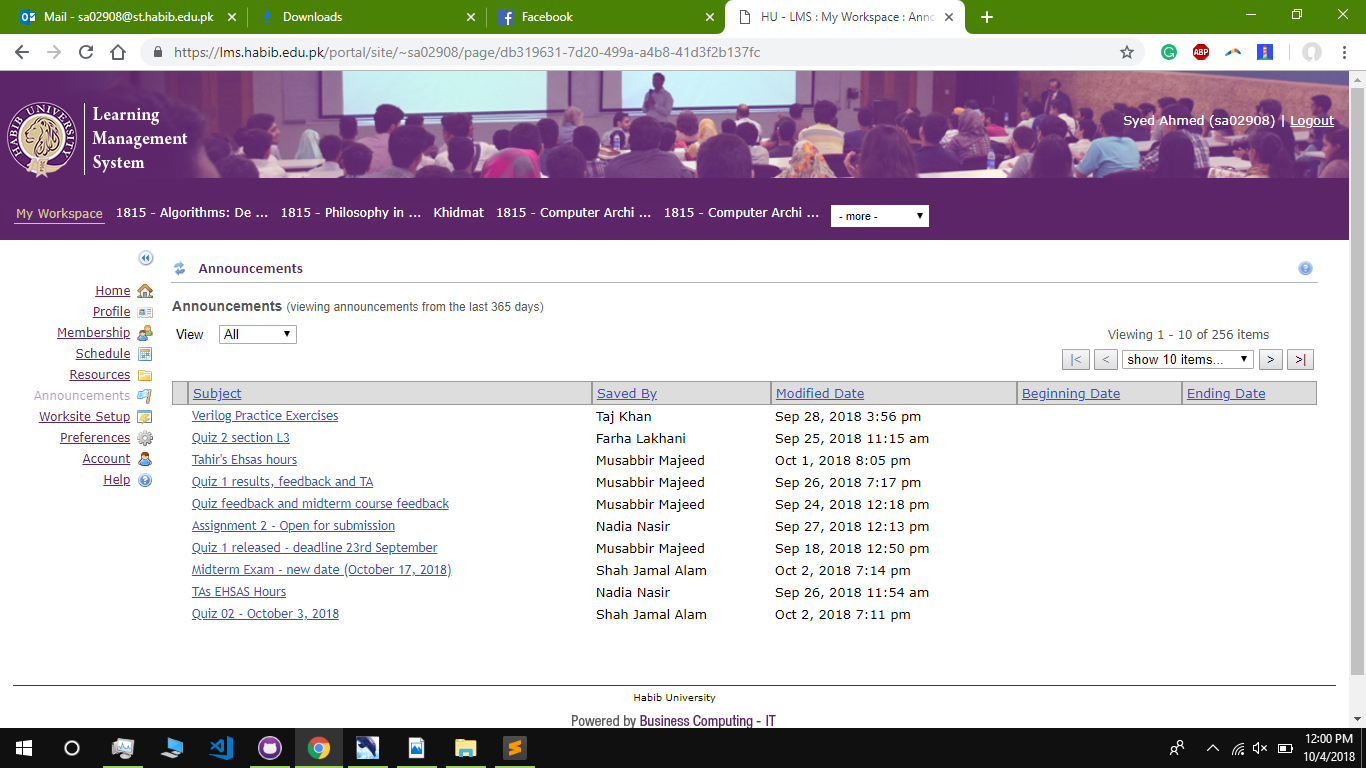 Mail - sa02908@st.habib.edu.pk
Downloads
Facebook
HU - LMS : My Workspace : Anno
https://lms.habib.edu.pk/portal/site/~sa02908/page/db319631-7d20-499a-a4b8-41d3f2b137fc
ABP
HABIB UNIVERSITY
Learning
Management
System
Syed Ahmed (sa02908) | Logout
My Workspace 1815 - Algorithms: De ... 1815 - Philosophy in ... Khidmat 1815 - Computer Archi ... 1815 - Computer Archi ... - more -
Home
Profile
Membership
Schedule
Resources
Announcements
Worksite Setup
Preferences
Account
Help
Announcements
Announcements (viewing announcements from the last 365 days)
View All
Viewing 1 - 10 of 256 items
|< < show 10 items... > >|
Subject Saved By Modified Date Beginning Date Ending Date
Verilog Practice Exercises Taj Khan Sep 28, 2018 3:56 pm
Quiz 2 section L3 Farha Lakhani Sep 25, 2018 11:15 am
Tahir's Ehsas hours Musabbir Majeed Oct 1, 2018 8:05 pm
Quiz 1 results, feedback and TA Musabbir Majeed Sep 26, 2018 7:17 pm
Quiz feedback and midterm course feedback Musabbir Majeed Sep 24, 2018 12:18 pm
Assignment 2 - Open for submission Nadia Nasir Sep 27, 2018 12:13 pm
Quiz 1 released - deadline 23rd September Musabbir Majeed Sep 18, 2018 12:50 pm
Midterm Exam - new date (October 17, 2018) Shah Jamal Alam Oct 2, 2018 7:14 pm
TAs EHSAS Hours Nadia Nasir Sep 26, 2018 11:54 am
Quiz 02 - October 3, 2018 Shah Jamal Alam Oct 2, 2018 7:11 pm
Habib University
Powered by Business Computing - IT
12:00 PM
10/4/2018